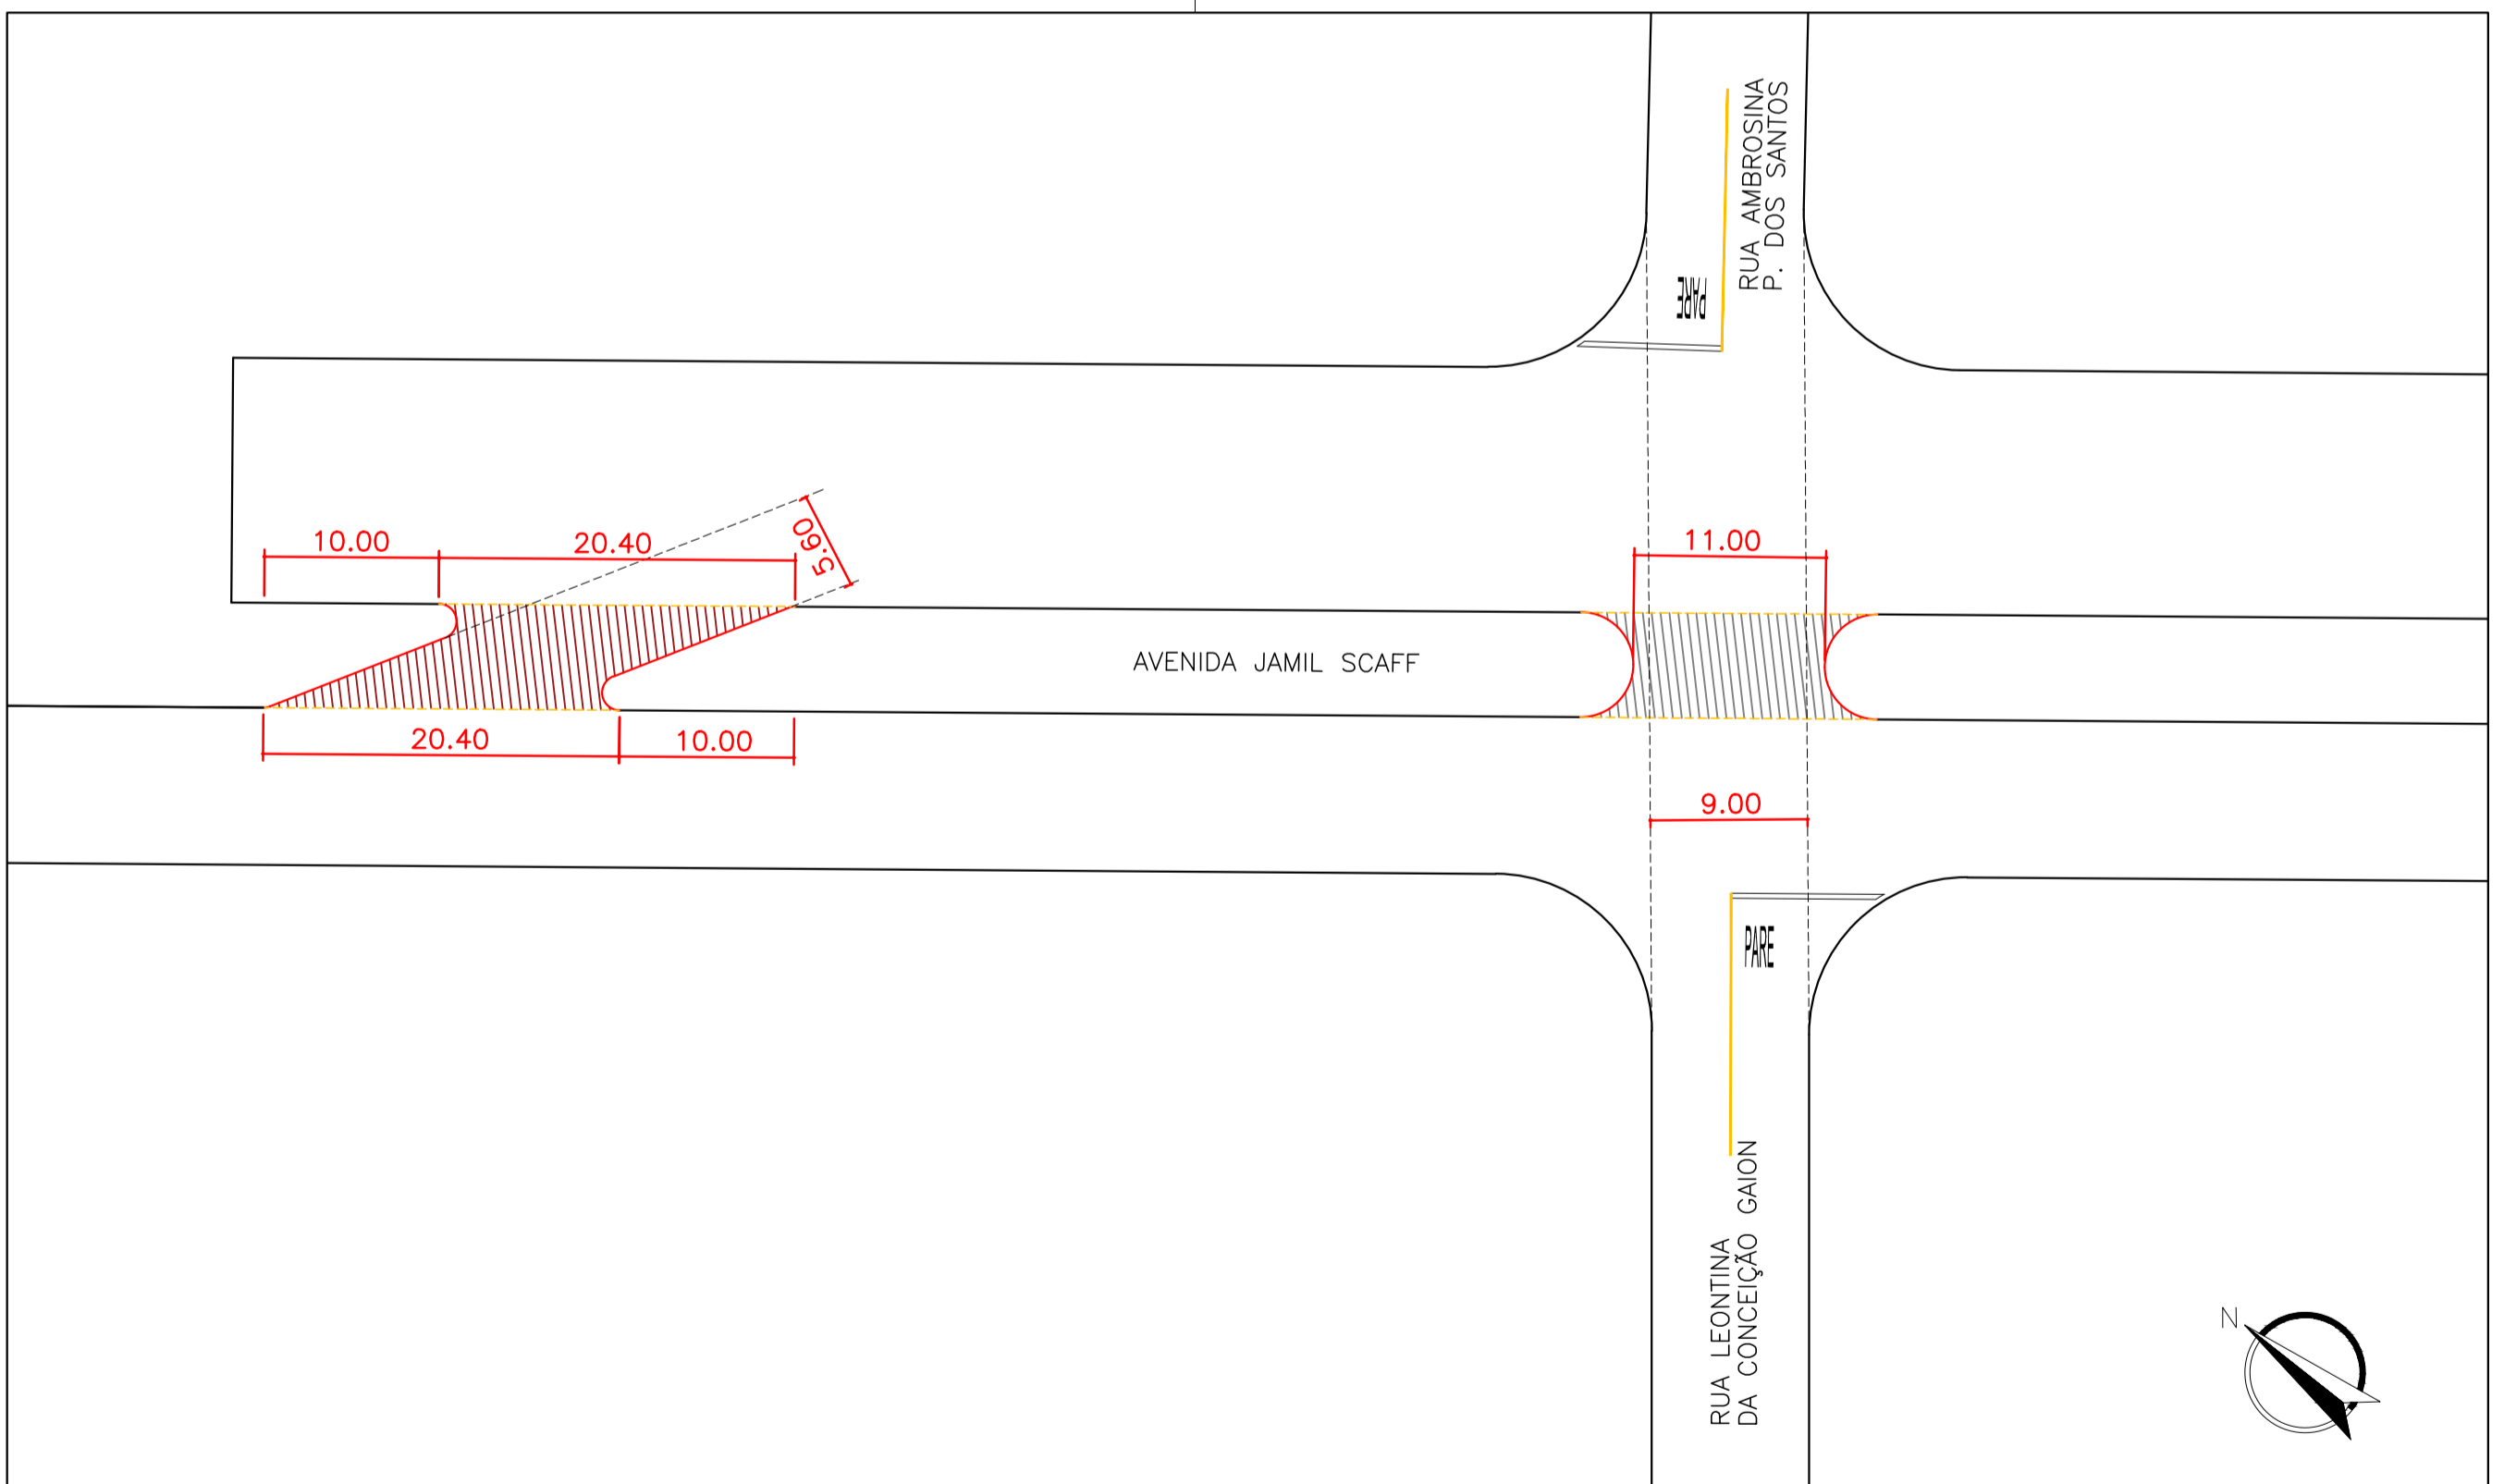 RUA AMBROSINA
P. DOS SANTOS
PARE
10.00
20.40
5.60
11.00
AVENIDA JAMIL SCAFF
20.40
10.00
9.00
PARE
RUA LEONTINA
DA CONCEIÇÃO GAION
N